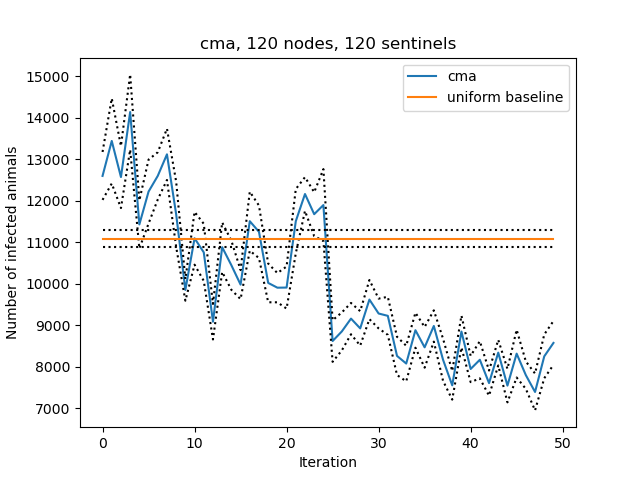 cma, 120 nodes, 120 sentinels
cma
uniform baseline
Number of infected animals
15000
14000
13000
12000
11000
10000
9000
8000
7000
0 10 20 30 40 50
Iteration